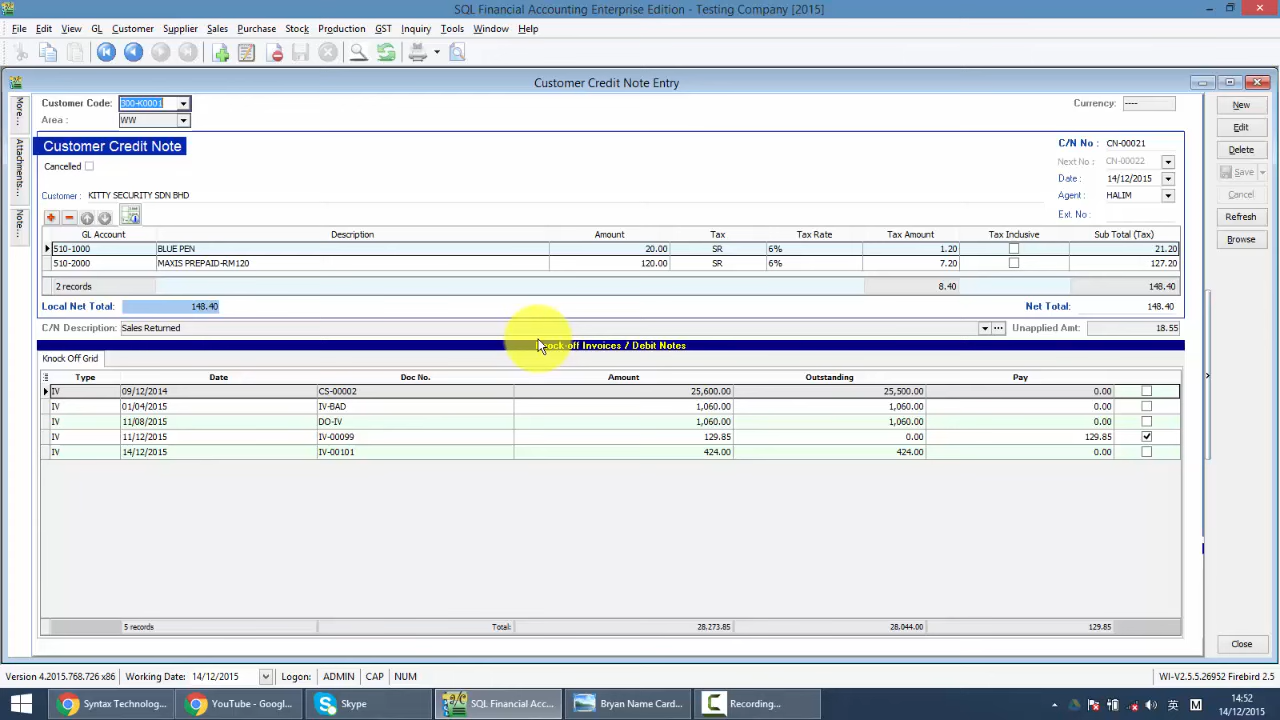 SQL Financial Accounting Enterprise Edition - Testing Company [2015]
File Edit View GL Customer Supplier Sales Purchase Stock Production GST Inquiry Tools Window Help
Customer Credit Note Entry
More...
Attachments...
Note...
Customer Code: 300-K0001
Currency: ----
New
Area : WW
Edit
Customer Credit Note
C/N No : CN-00021
Delete
Cancelled
Next No : CN-00022
Save
Date : 14/12/2015
Customer : KITTY SECURITY SDN BHD
Agent : HALIM
Cancel
Ext. No :
Refresh
GL Account Description Amount Tax Tax Rate Tax Amount Tax Inclusive Sub Total (Tax)
Browse
510-1000 BLUE PEN 20.00 SR 6% 1.20 21.20
510-2000 MAXIS PREPAID-RM120 120.00 SR 6% 7.20 127.20
2 records 8.40 148.40
Local Net Total: 148.40 Net Total: 148.40
C/N Description: Sales Returned Unapplied Amt: 18.55
Knock-off Invoices / Debit Notes
Knock Off Grid
Type Date Doc No. Amount Outstanding Pay
IV 09/12/2014 CS-00002 25,600.00 25,500.00 0.00
IV 01/04/2015 IV-BAD 1,060.00 1,060.00 0.00
IV 11/08/2015 DO-IV 1,060.00 1,060.00 0.00
IV 11/12/2015 IV-00099 129.85 0.00 129.85
IV 14/12/2015 IV-00101 424.00 424.00 0.00
5 records Total: 28,273.85 28,044.00 129.85
Close
Version 4.2015.768.726 x86 Working Date: 14/12/2015 Logon: ADMIN CAP NUM WI-V2.5.5.26952 Firebird 2.5
Syntax Technolog... YouTube - Googl... Skype SQL Financial Acc... Bryan Name Card... Recording... 英 M 14:52
14/12/2015